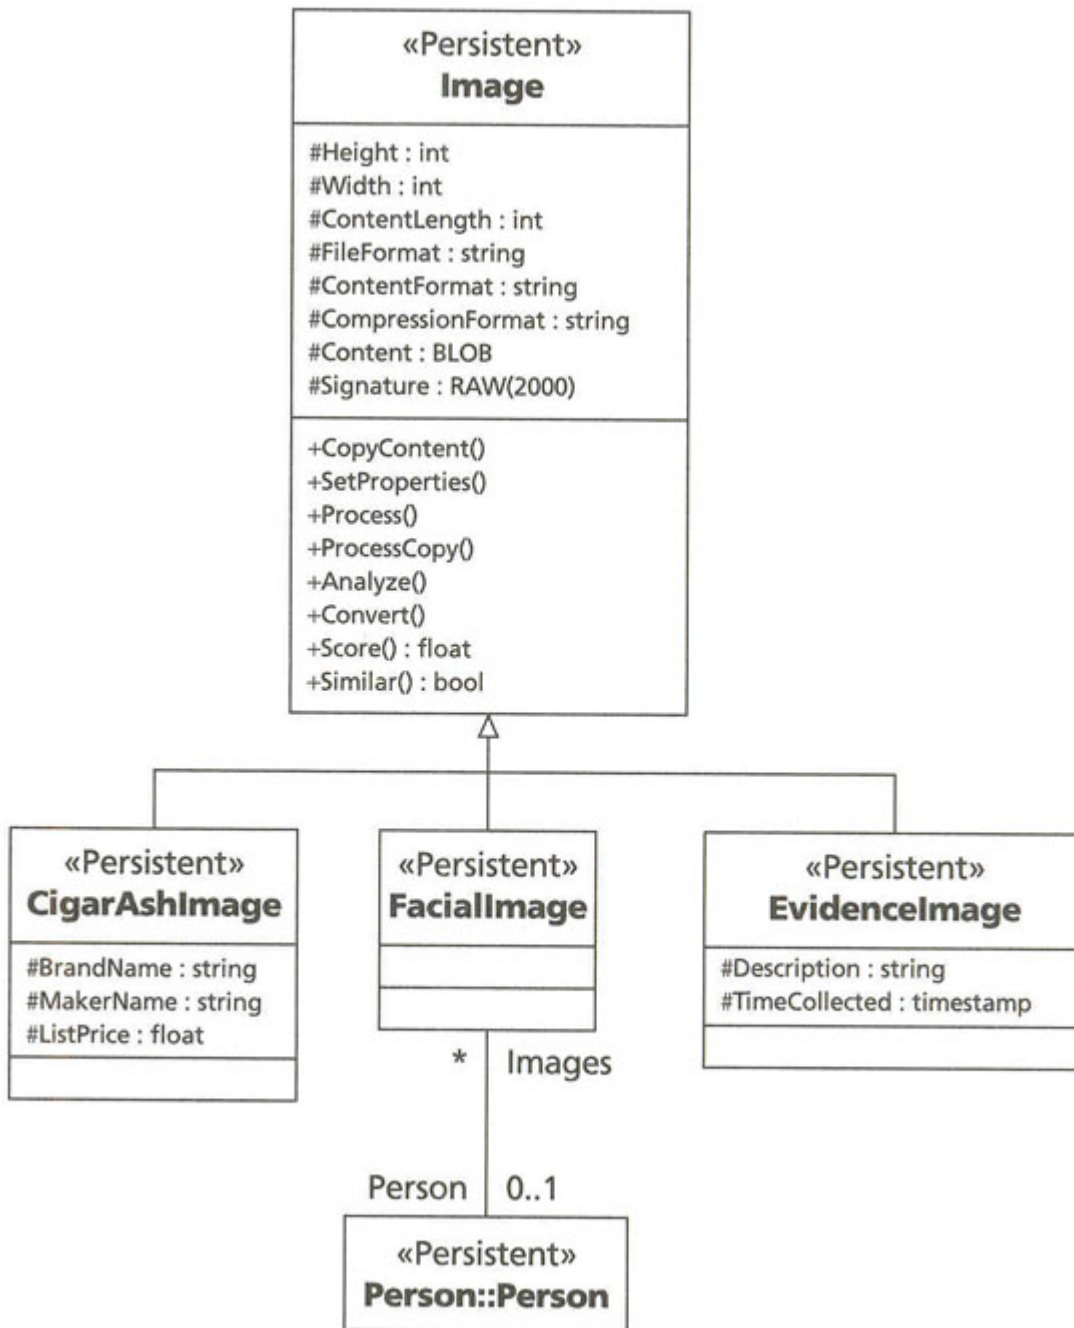 «Persistent»
Image
#Height : int
#Width : int
#ContentLength : int
#FileFormat : string
#ContentFormat : string
#CompressionFormat : string
#Content : BLOB
#Signature : RAW(2000)
+CopyContent()
+SetProperties()
+Process()
+ProcessCopy()
+Analyze()
+Convert()
+Score() : float
+Similar() : bool
«Persistent»
CigarAshImage
#BrandName : string
#MakerName : string
#ListPrice : float
«Persistent»
FacialImage
«Persistent»
EvidenceImage
#Description : string
#TimeCollected : timestamp
* Images
Person 0..1
«Persistent»
Person::Person